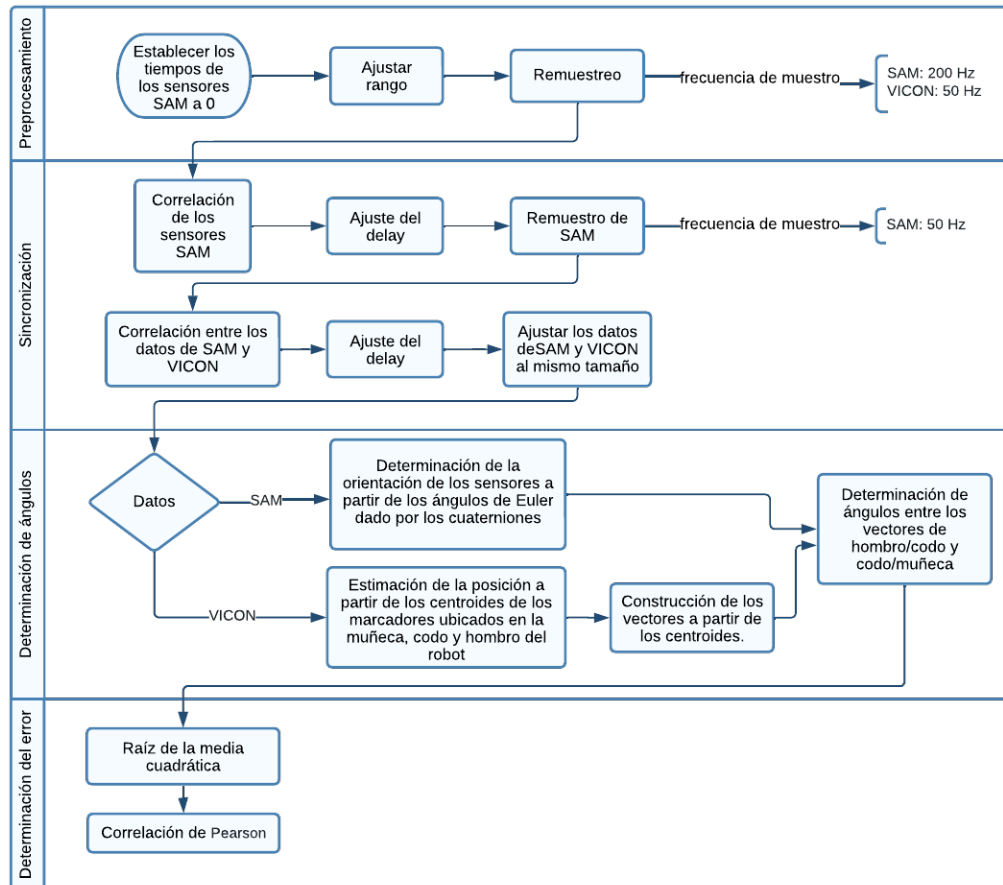 Preprocesamiento
Establecer los
tiempos de
los sensores
SAM a 0
Ajustar
rango
Remuestreo
frecuencia de muestro
SAM: 200 Hz
VICON: 50 Hz
Sincronización
Correlación
de los
sensores
SAM
Ajuste del
delay
Remuestro de
SAM
frecuencia de muestro
SAM: 50 Hz
Correlación entre los
datos de SAM y
VICON
Ajuste del
delay
Ajustar los datos
deSAM y VICON
al mismo tamaño
Determinación de ángulos
Datos
SAM
Determinación de la
orientación de los sensores a
partir de los ángulos de Euler
dado por los cuaterniones
VICON
Estimación de la posición a
partir de los centroides de los
marcadores ubicados en la
muñeca, codo y hombro del
robot
Construcción de los
vectores a partir de
los centroides.
Determinación de
ángulos entre los
vectores de
hombro/codo y
codo/muñeca
Determinación del error
Raíz de la media
cuadrática
Correlación de Pearson